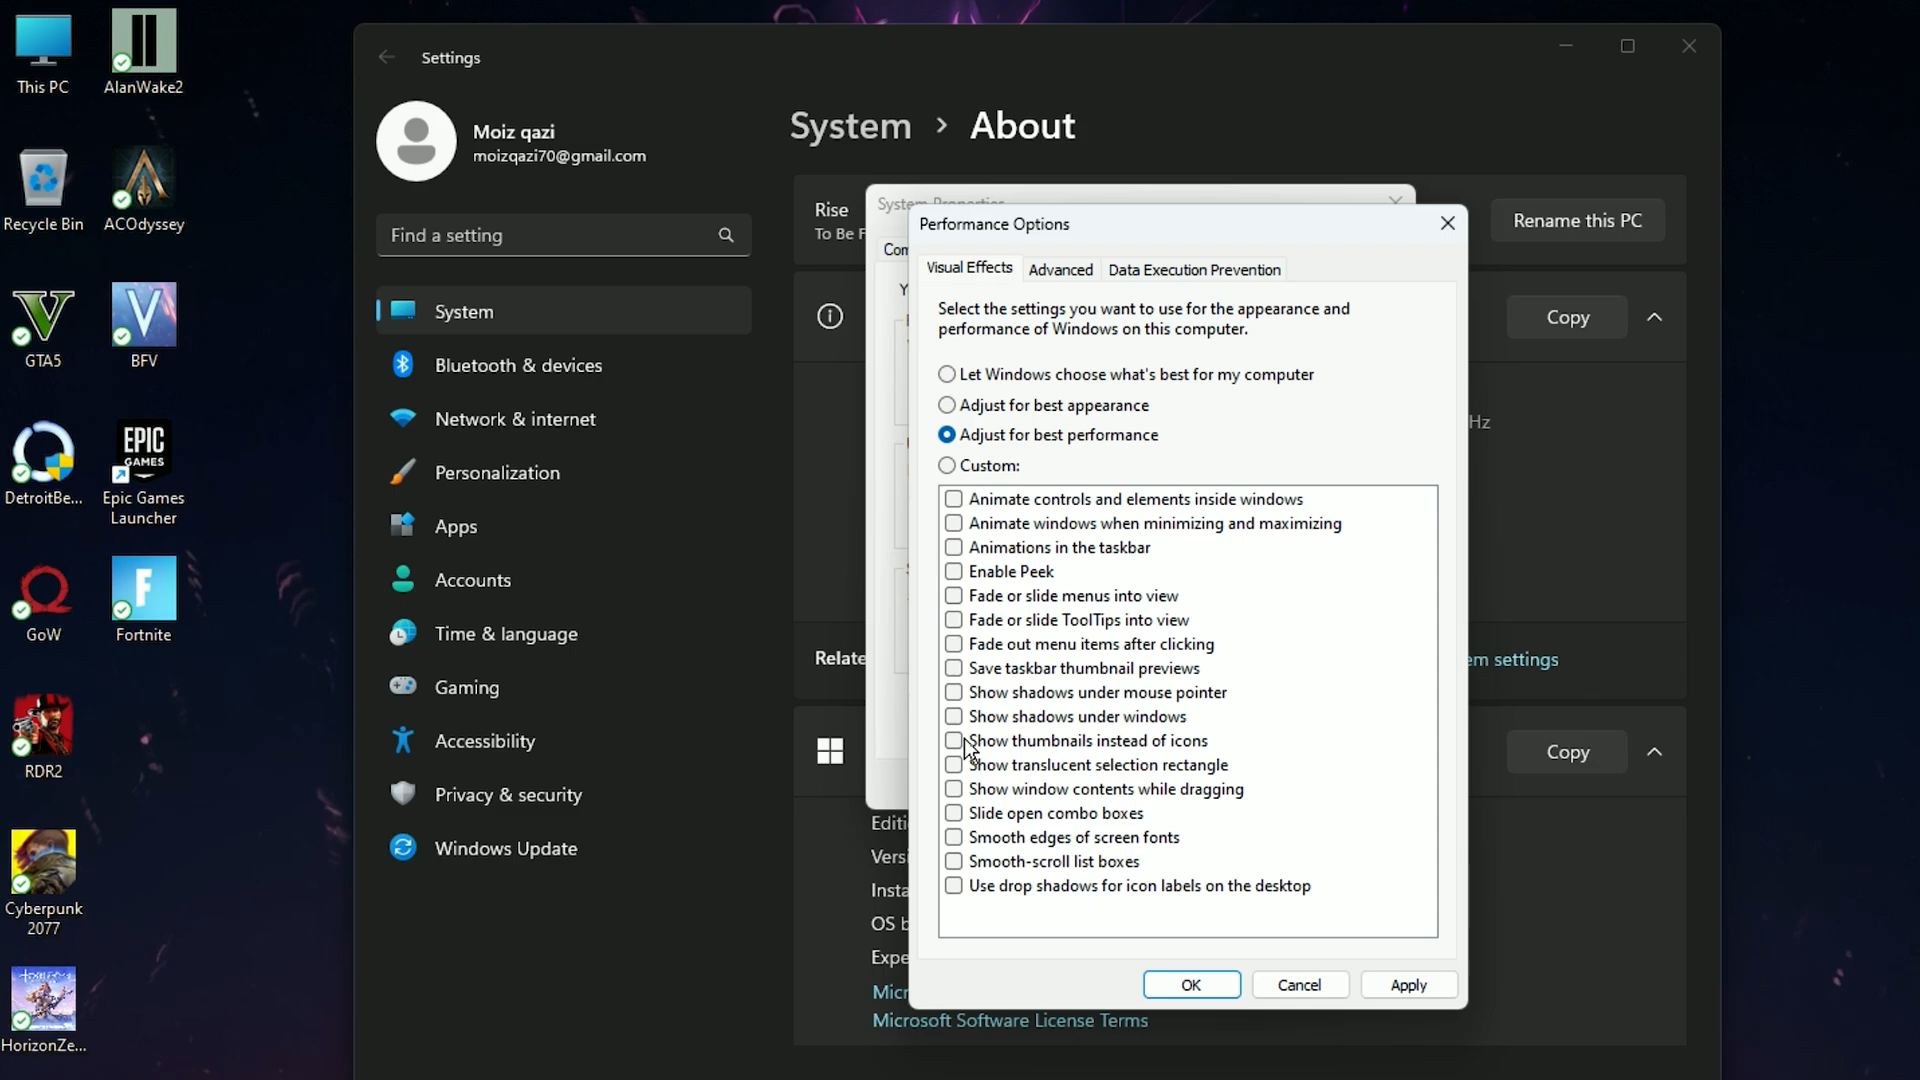 This PC
AlanWake2
Recycle Bin
ACOdyssey
GTA5
BFV
DetroitBe...
EPIC
GAMES
Epic Games
Launcher
GoW
Fortnite
RDR2
Cyberpunk
2077
HorizonZe...
Settings
Moiz qazi
moizqazi70@gmail.com
Find a setting
System
Bluetooth & devices
Network & internet
Personalization
Apps
Accounts
Time & language
Gaming
Accessibility
Privacy & security
Windows Update
System > About
Rise
To Be F
Rename this PC
Copy
Hz
Relate
em settings
Copy
Editi
Versi
Insta
OS b
Expe
Micr
Microsoft Software License Terms
System Properties
Com
Y
Performance Options
Visual Effects
Advanced
Data Execution Prevention
Select the settings you want to use for the appearance and
performance of Windows on this computer.
Let Windows choose what's best for my computer
Adjust for best appearance
Adjust for best performance
Custom:
Animate controls and elements inside windows
Animate windows when minimizing and maximizing
Animations in the taskbar
Enable Peek
Fade or slide menus into view
Fade or slide ToolTips into view
Fade out menu items after clicking
Save taskbar thumbnail previews
Show shadows under mouse pointer
Show shadows under windows
Show thumbnails instead of icons
Show translucent selection rectangle
Show window contents while dragging
Slide open combo boxes
Smooth edges of screen fonts
Smooth-scroll list boxes
Use drop shadows for icon labels on the desktop
OK
Cancel
Apply